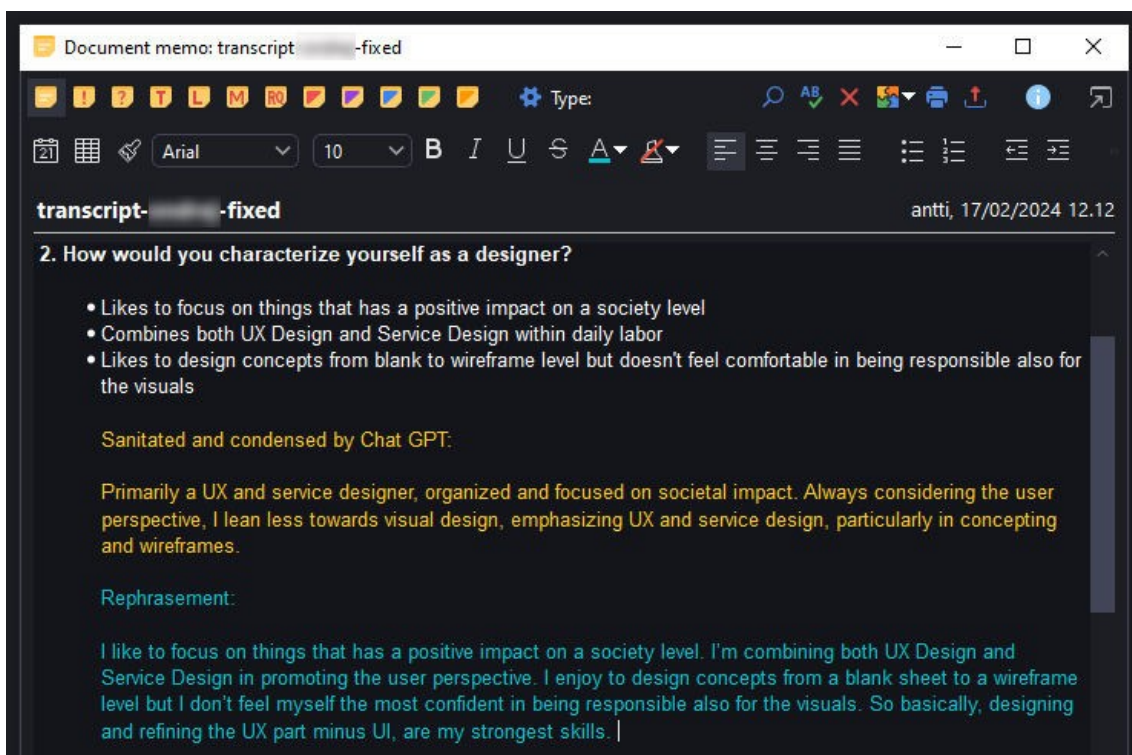 Document memo: transcript -fixed
! ? T L M RQ Type: AB
21 Arial 10 B I U S A
transcript- -fixed antti, 17/02/2024 12.12
2. How would you characterize yourself as a designer?
• Likes to focus on things that has a positive impact on a society level
• Combines both UX Design and Service Design within daily labor
• Likes to design concepts from blank to wireframe level but doesn't feel comfortable in being responsible also for
the visuals
Sanitated and condensed by Chat GPT:
Primarily a UX and service designer, organized and focused on societal impact. Always considering the user
perspective, I lean less towards visual design, emphasizing UX and service design, particularly in concepting
and wireframes.
Rephrasement:
I like to focus on things that has a positive impact on a society level. I'm combining both UX Design and
Service Design in promoting the user perspective. I enjoy to design concepts from a blank sheet to a wireframe
level but I don't feel myself the most confident in being responsible also for the visuals. So basically, designing
and refining the UX part minus UI, are my strongest skills.